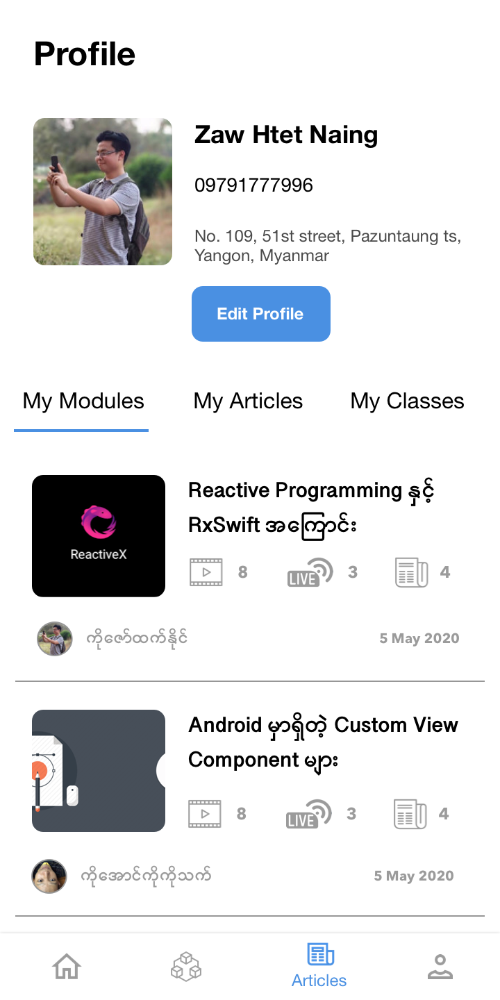 Profile
Zaw Htet Naing
09791777996
No. 109, 51st street, Pazuntaung ts,
Yangon, Myanmar
Edit Profile
My Modules My Articles My Classes
Reactive Programming နှင့်
RxSwift အကြောင်း
ReactiveX
8 LIVE 3 4
ကိုဇော်ထက်နိုင် 5 May 2020
Android မှာရှိတဲ့ Custom View
Component များ
8 LIVE 3 4
ကိုအောင်ကိုကိုသက် 5 May 2020
Articles